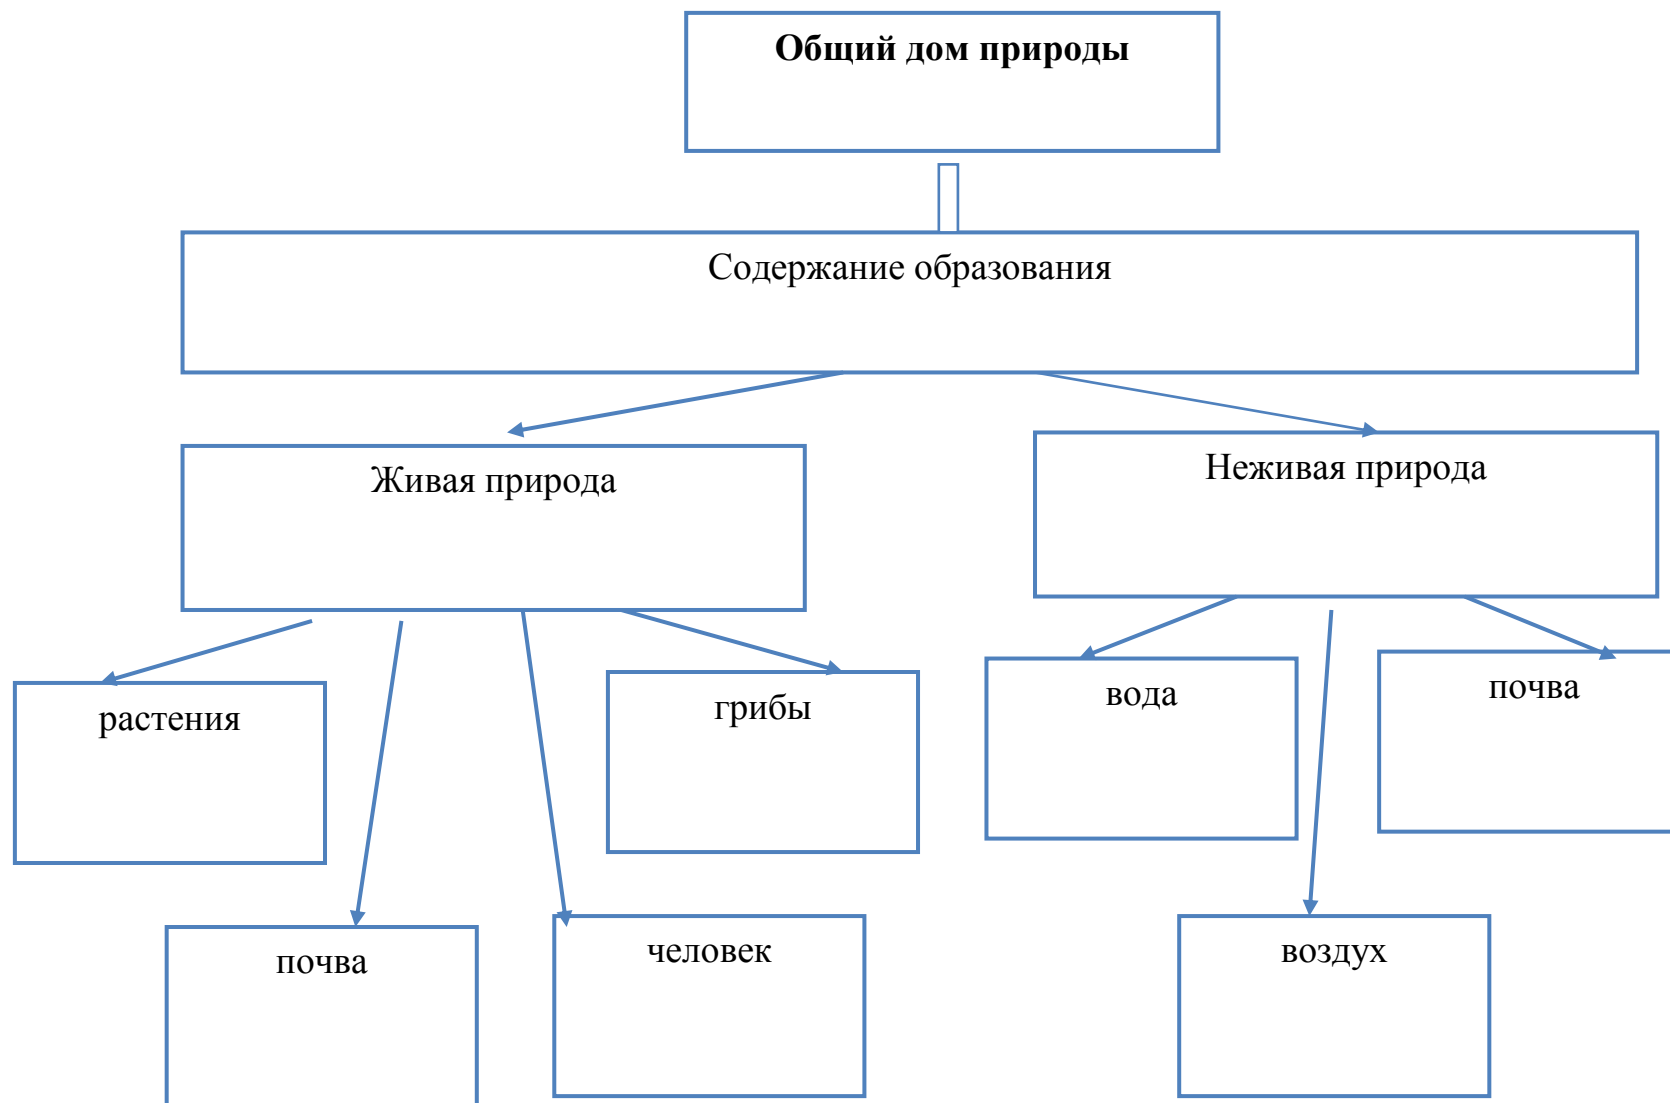 Общий дом природы
Содержание образования
Живая природа
Неживая природа
растения
грибы
вода
почва
почва
человек
воздух